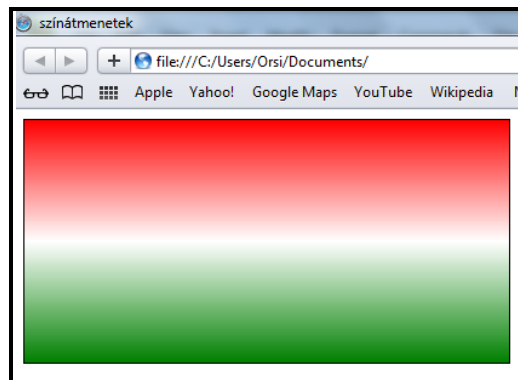 színátmenetek
file:///C:/Users/Orsi/Documents/
Apple Yahoo! Google Maps YouTube Wikipedia